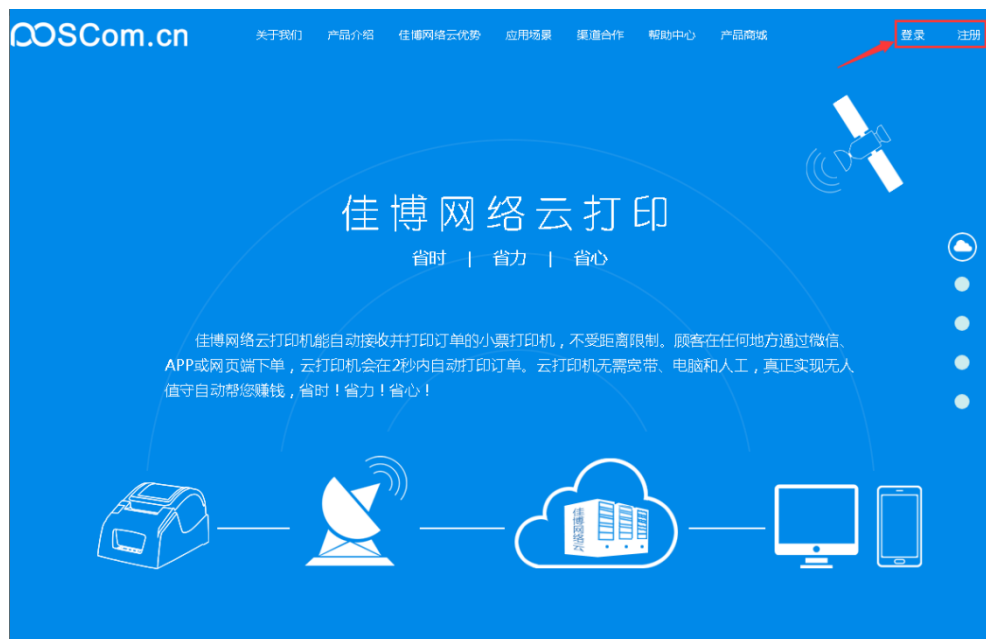 POSCom.cn
关于我们 产品介绍 佳博网络云优势 应用场景 渠道合作 帮助中心 产品商城 登录 注册
佳博网络云打印
省时 | 省力 | 省心
佳博网络云打印机能自动接收并打印订单的小票打印机，不受距离限制。顾客在任何地方通过微信、
APP或网页端下单，云打印机会在2秒内自动打印订单。云打印机无需宽带、电脑和人工，真正实现无人
值守自动帮您赚钱，省时！省力！省心！
佳博网络云